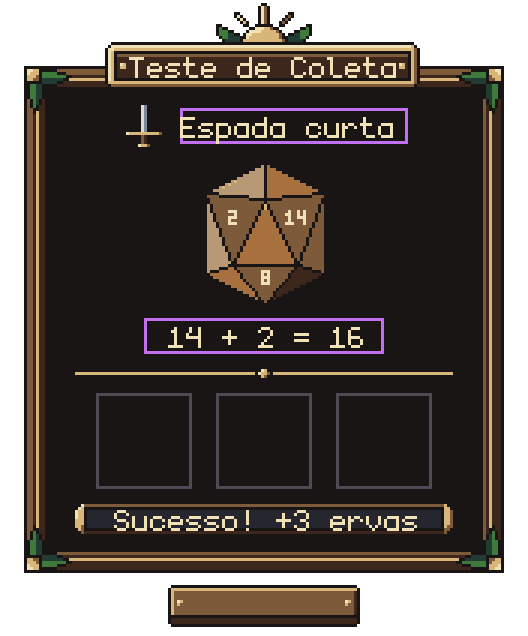 Teste de Coleta
Espada curta
2 14
8
14 + 2 = 16
Sucesso! +3 ervas